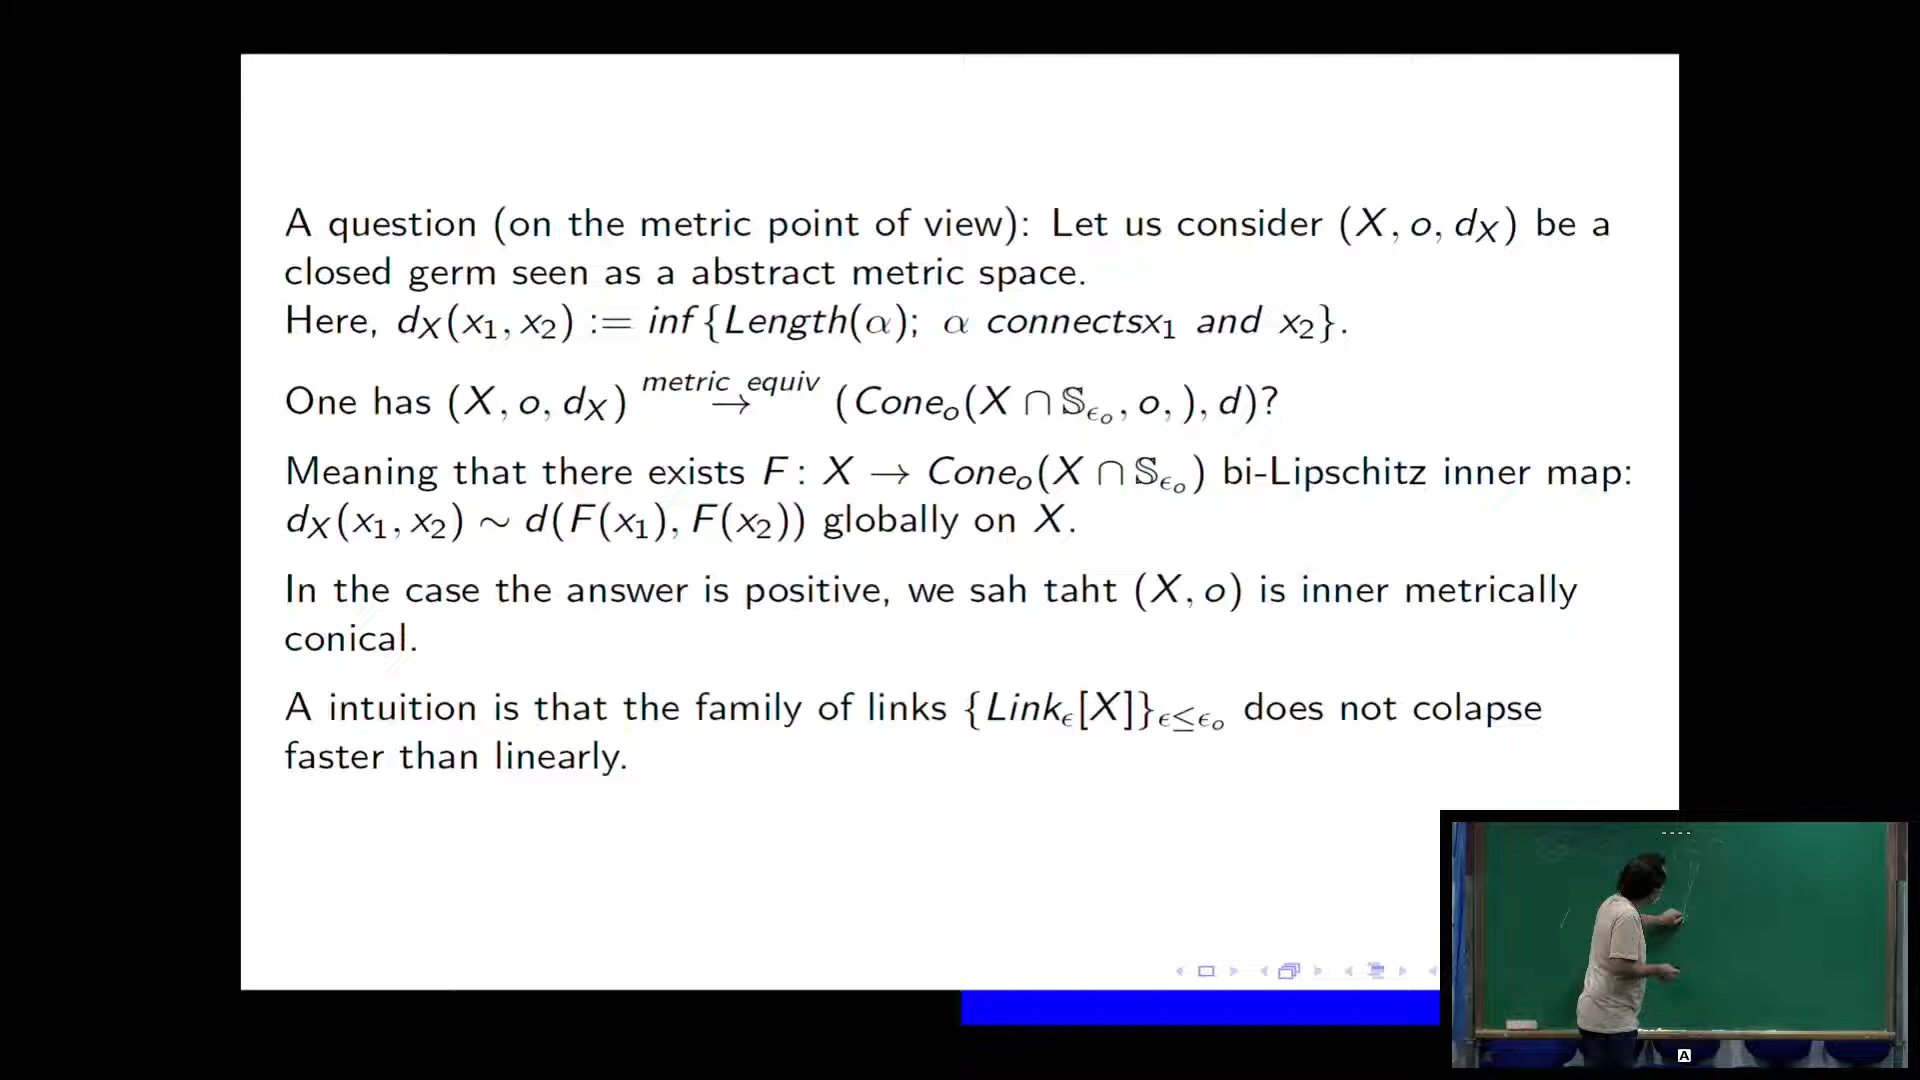 A question (on the metric point of view): Let us consider (X, o, d_X) be a
closed germ seen as a abstract metric space.
Here, d_X(x_1, x_2) := inf{Length(α); α connectsx_1 and x_2}.
One has (X, o, d_X) \xrightarrow{metric equiv} (Cone_o(X ∩ 𝕊_{ϵ_o}, o, ), d)?
Meaning that there exists F : X → Cone_o(X ∩ 𝕊_{ϵ_o}) bi-Lipschitz inner map:
d_X(x_1, x_2) ∼ d(F(x_1), F(x_2)) globally on X.
In the case the answer is positive, we sah taht (X, o) is inner metrically
conical.
A intuition is that the family of links {Link_ϵ[X]}_{ϵ≤ϵ_o} does not colapse
faster than linearly.
A